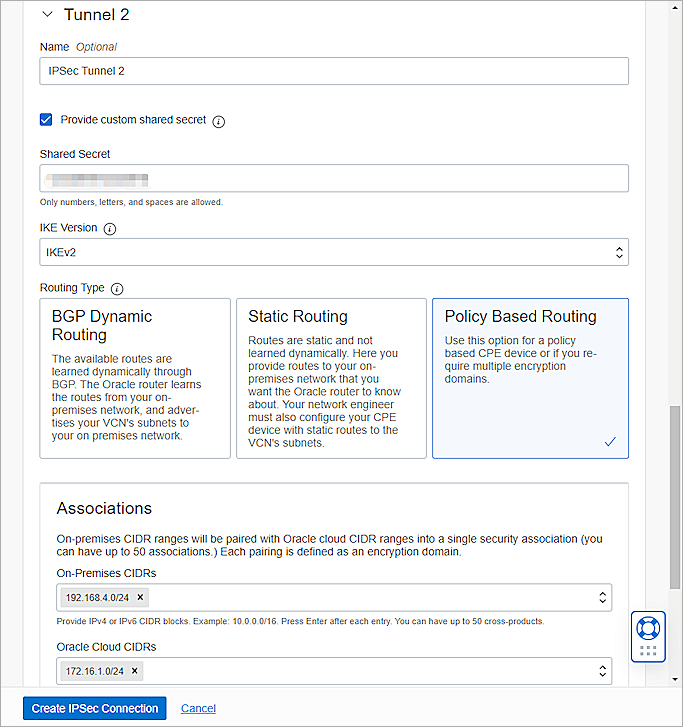 Tunnel 2
Name Optional
IPSec Tunnel 2
Provide custom shared secret
Shared Secret
Only numbers, letters, and spaces are allowed.
IKE Version
IKEv2
Routing Type
BGP Dynamic
Routing
The available routes are
learned dynamically through
BGP. The Oracle router learns
the routes from your on-
premises network, and adver-
tises your VCN's subnets to
your on premises network.
Static Routing
Routes are static and not
learned dynamically. Here you
provide routes to your on-
premises network that you
want the Oracle router to know
about. Your network engineer
must also configure your CPE
device with static routes to the
VCN's subnets.
Policy Based Routing
Use this option for a policy
based CPE device or if you re-
quire multiple encryption
domains.
Associations
On-premises CIDR ranges will be paired with Oracle cloud CIDR ranges into a single security association (you
can have up to 50 associations.) Each pairing is defined as an encryption domain.
On-Premises CIDRs
192.168.4.0/24 ×
Provide IPv4 or IPv6 CIDR blocks. Example: 10.0.0.0/16. Press Enter after each entry. You can have up to 50 cross-products.
Oracle Cloud CIDRs
172.16.1.0/24 ×
Create IPSec Connection Cancel